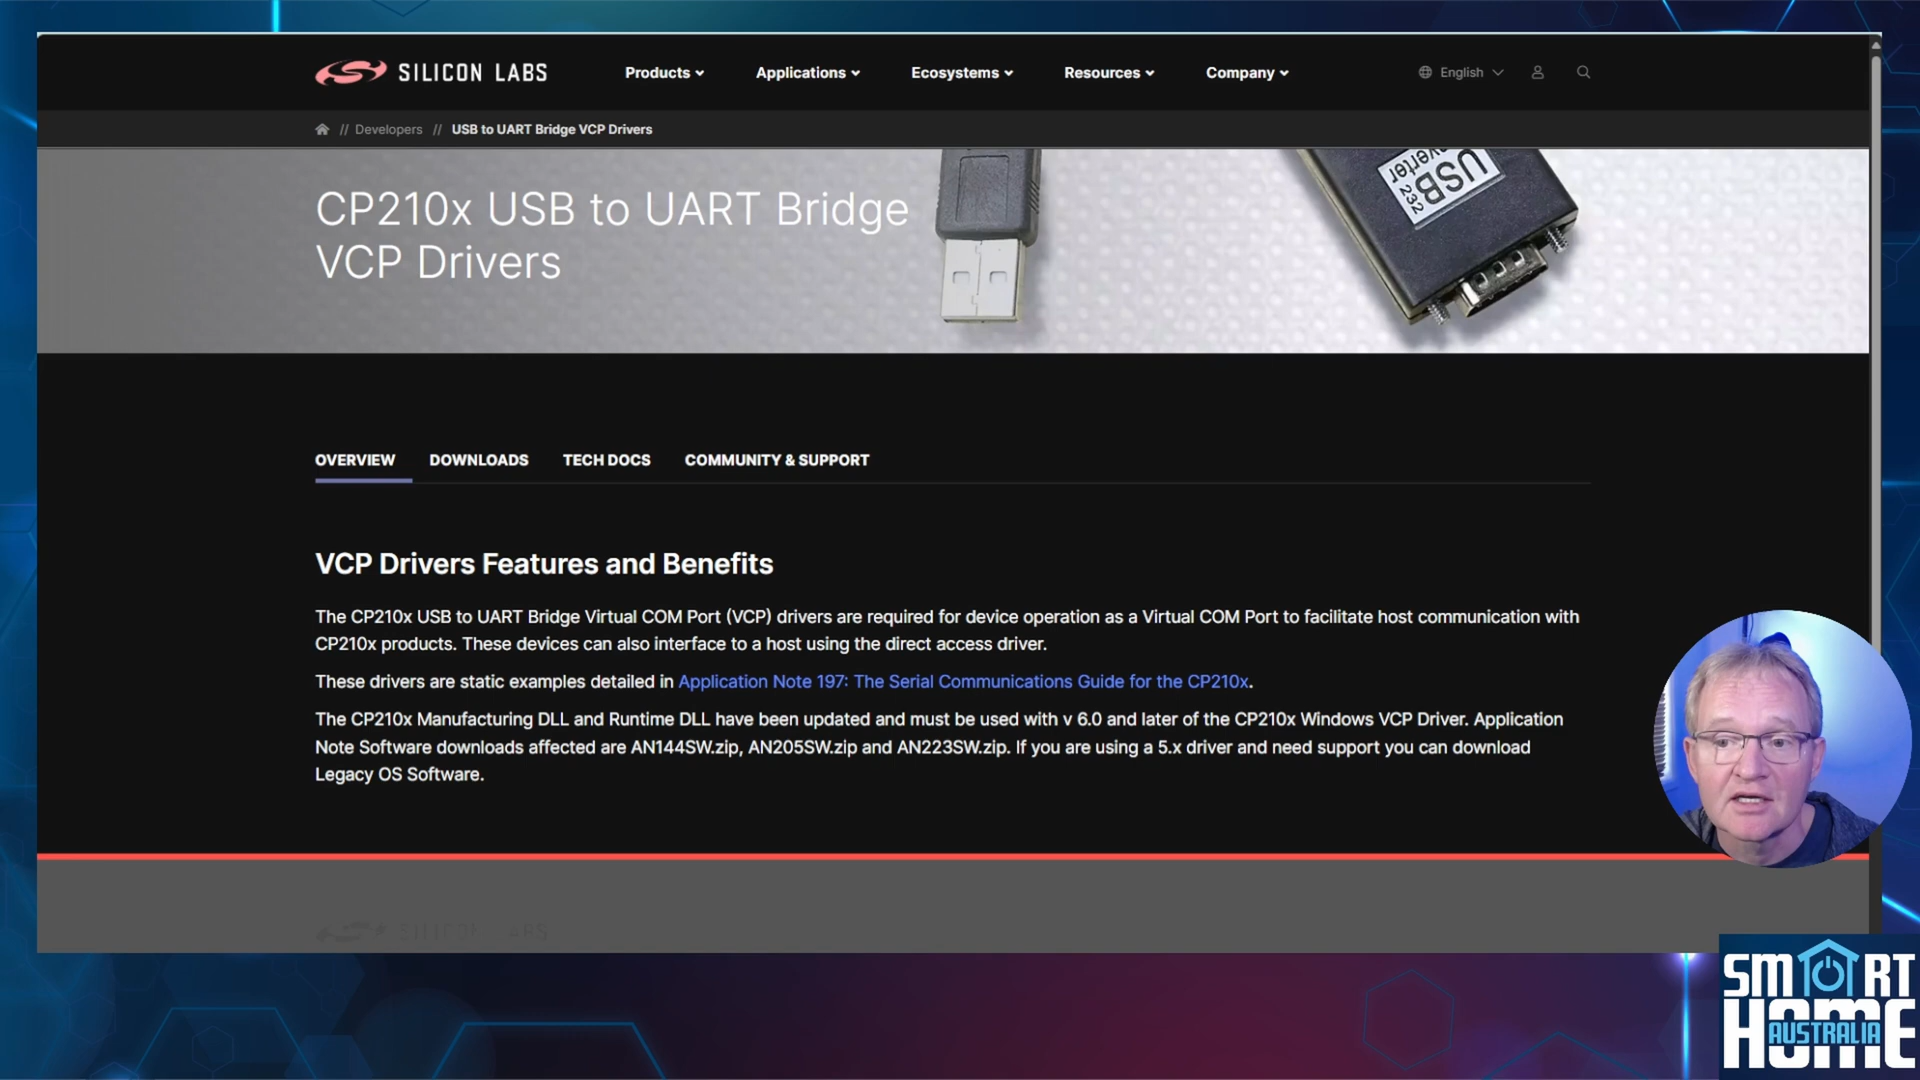 SILICON LABS
Products
Applications
Ecosystems
Resources
Company
English
// Developers // USB to UART Bridge VCP Drivers
CP210x USB to UART Bridge
VCP Drivers
USB
232
OVERVIEW
DOWNLOADS
TECH DOCS
COMMUNITY & SUPPORT
VCP Drivers Features and Benefits
The CP210x USB to UART Bridge Virtual COM Port (VCP) drivers are required for device operation as a Virtual COM Port to facilitate host communication with
CP210x products. These devices can also interface to a host using the direct access driver.
These drivers are static examples detailed in Application Note 197: The Serial Communications Guide for the CP210x.
The CP210x Manufacturing DLL and Runtime DLL have been updated and must be used with v 6.0 and later of the CP210x Windows VCP Driver. Application
Note Software downloads affected are AN144SW.zip, AN205SW.zip and AN223SW.zip. If you are using a 5.x driver and need support you can download
Legacy OS Software.
SILICON LABS
SMART
HOME
AUSTRALIA